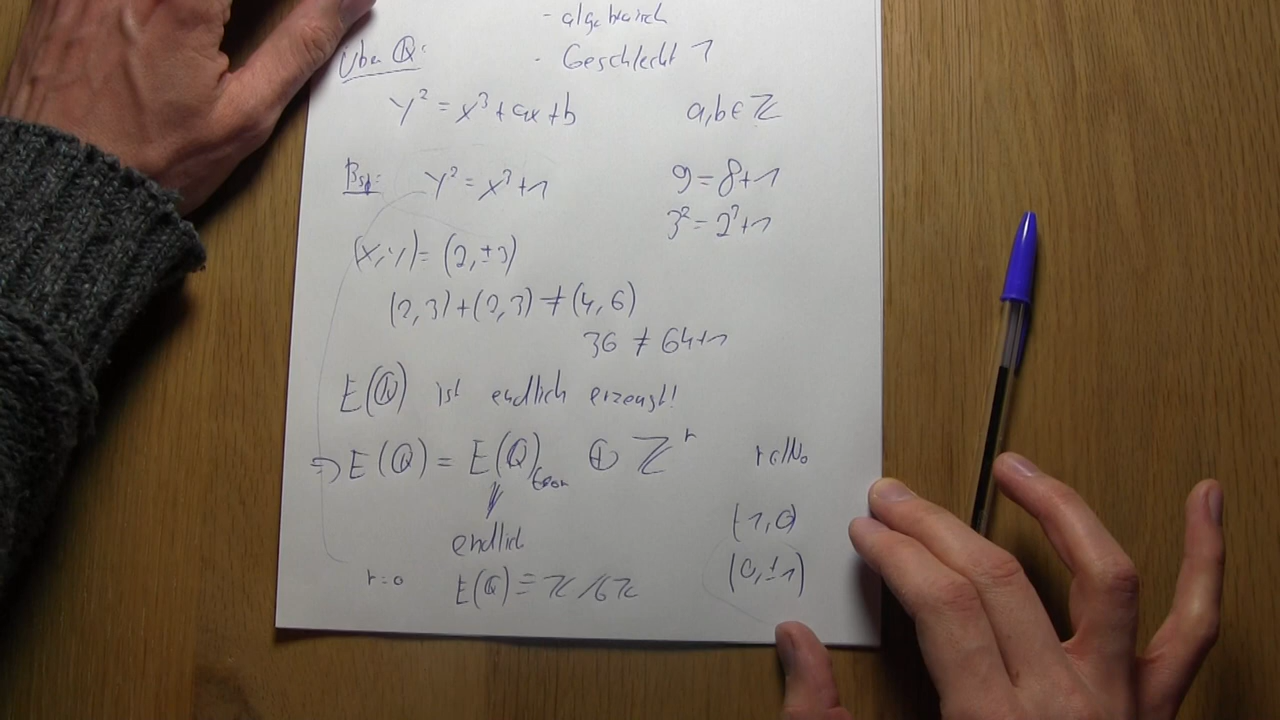 - algebraisch
Über ℚ:
- Geschlecht 1
y² = x³ + ax + b
a, b ∈ ℤ
Bsp: y² = x³ + 1
9 = 8 + 1
3² = 2³ + 1
(x, y) = (2, ±3)
(2, 3) + (2, 3) ≠ (4, 6)
36 ≠ 64 + 1
E(ℚ) ist endlich erzeugt!
⇒ E(ℚ) = E(ℚ)tors ⊕ ℤ^r
r ∈ ℕ₀
endlich
(-1, 0)
(0, ±1)
r = 0
E(ℚ) ≅ ℤ/6ℤ